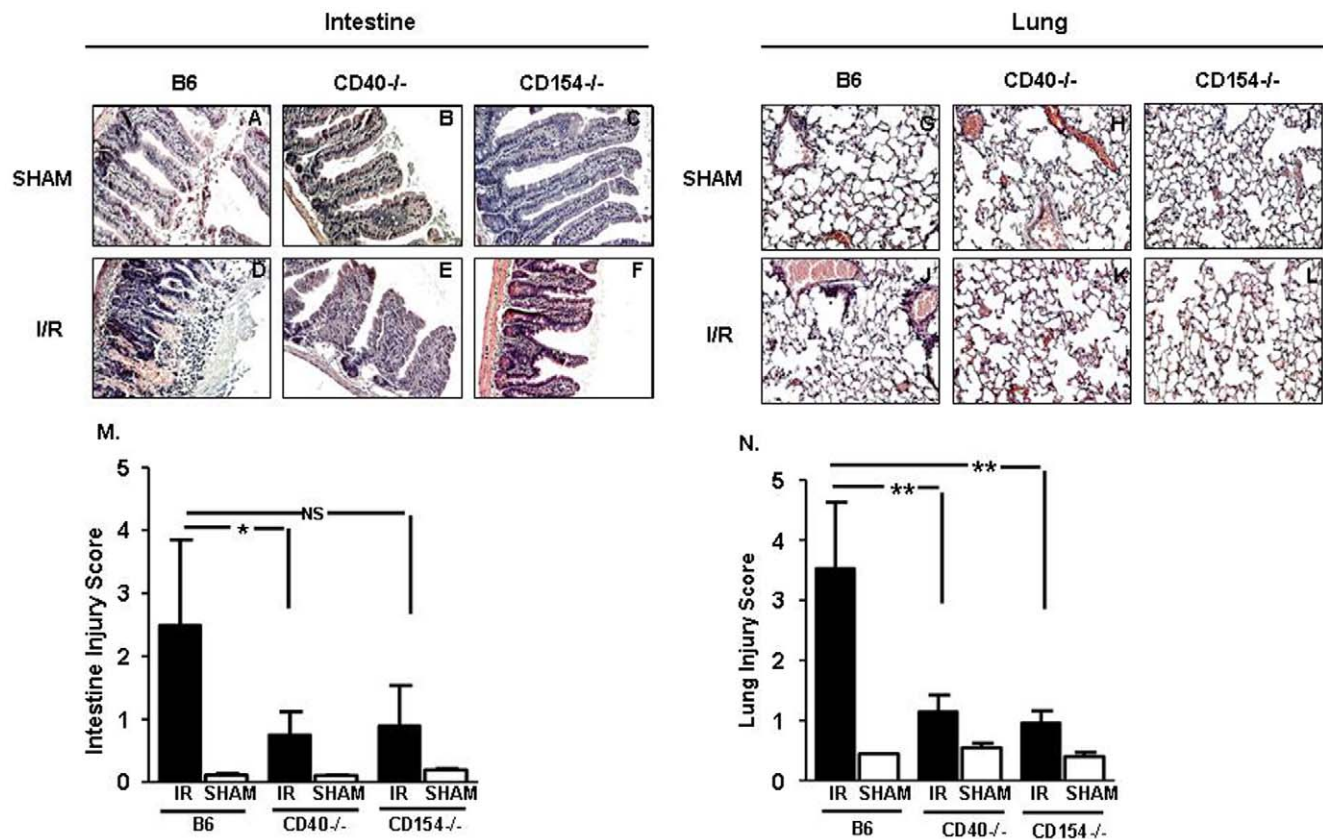 Intestine
Lung
B6 CD40-/- CD154-/-
B6 CD40-/- CD154-/-
SHAM
A B C
SHAM
G H I
I/R
D E F
I/R
J K L
M.
5
4
3
2
1
0
Intestine Injury Score
NS
*
IR SHAM IR SHAM IR SHAM
B6 CD40-/- CD154-/-
N.
5
4
3
2
1
0
Lung Injury Score
**
**
IR SHAM IR SHAM IR SHAM
B6 CD40-/- CD154-/-